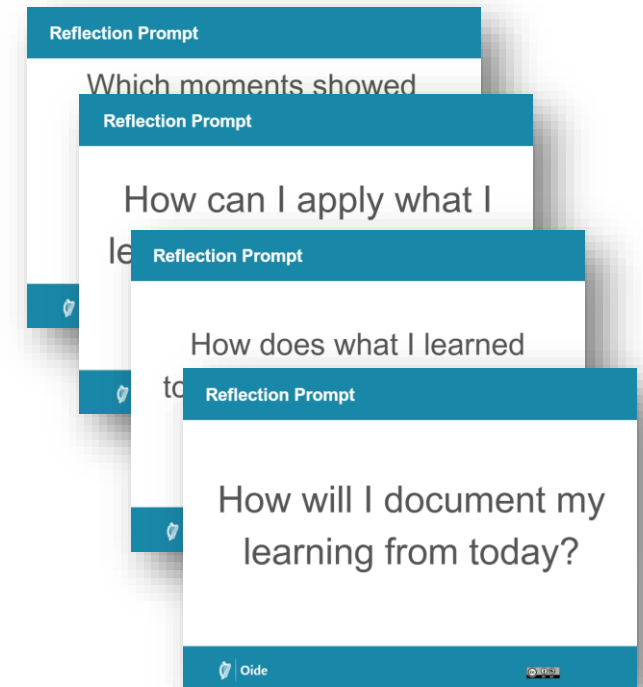 Reflection Prompt
Which moments showed
Reflection Prompt
How can I apply what I
Reflection Prompt
How does what I learned
Reflection Prompt
How will I document my
learning from today?
Oide